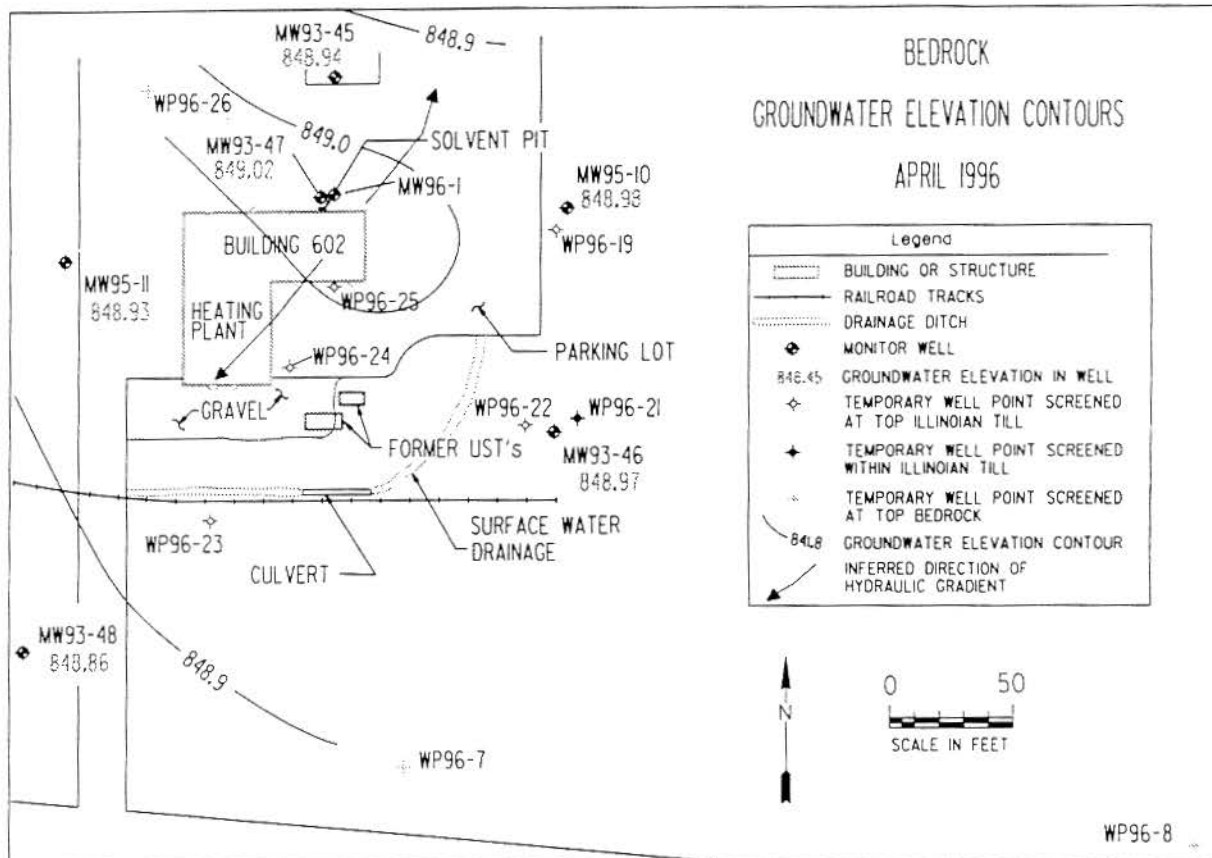 BEDROCK
GROUNDWATER ELEVATION CONTOURS
APRIL 1996
MW93-45
848.94
848.9
WP96-26
849.0
MW93-47
849.02
SOLVENT PIT
MW96-1
MW95-10
848.98
WP96-19
BUILDING 602
MW95-11
848.93
HEATING
PLANT
WP96-25
PARKING LOT
WP96-24
GRAVEL
WP96-22
WP96-21
FORMER UST's
MW93-46
848.97
SURFACE WATER
DRAINAGE
WP96-23
CULVERT
MW93-48
848.86
848.9
WP96-7
WP96-8
Legend
BUILDING OR STRUCTURE
RAILROAD TRACKS
DRAINAGE DITCH
MONITOR WELL
848.45 GROUNDWATER ELEVATION IN WELL
TEMPORARY WELL POINT SCREENED
AT TOP ILLINOIAN TILL
TEMPORARY WELL POINT SCREENED
WITHIN ILLINOIAN TILL
TEMPORARY WELL POINT SCREENED
AT TOP BEDROCK
GROUNDWATER ELEVATION CONTOUR
INFERRED DIRECTION OF
HYDRAULIC GRADIENT
N
0 50
SCALE IN FEET